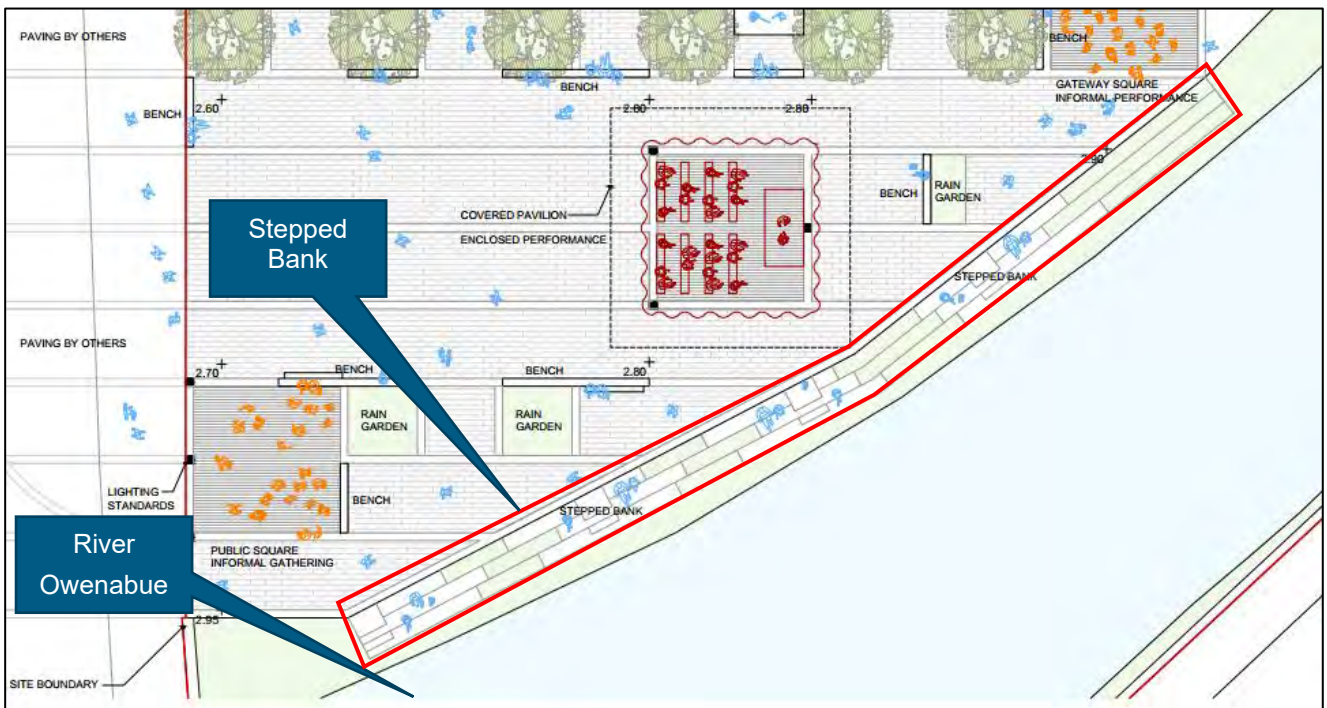 PAVING BY OTHERS
BENCH
GATEWAY SQUARE
INFORMAL PERFORMANCE
BENCH
BENCH
2.60
2.80
2.90
BENCH
RAIN
GARDEN
COVERED PAVILION
ENCLOSED PERFORMANCE
Stepped
Bank
STEPPED BANK
PAVING BY OTHERS
2.70
BENCH
BENCH
2.80
RAIN
GARDEN
RAIN
GARDEN
LIGHTING
STANDARDS
BENCH
STEPPED BANK
River
Owenabue
PUBLIC SQUARE
INFORMAL GATHERING
2.95
SITE BOUNDARY